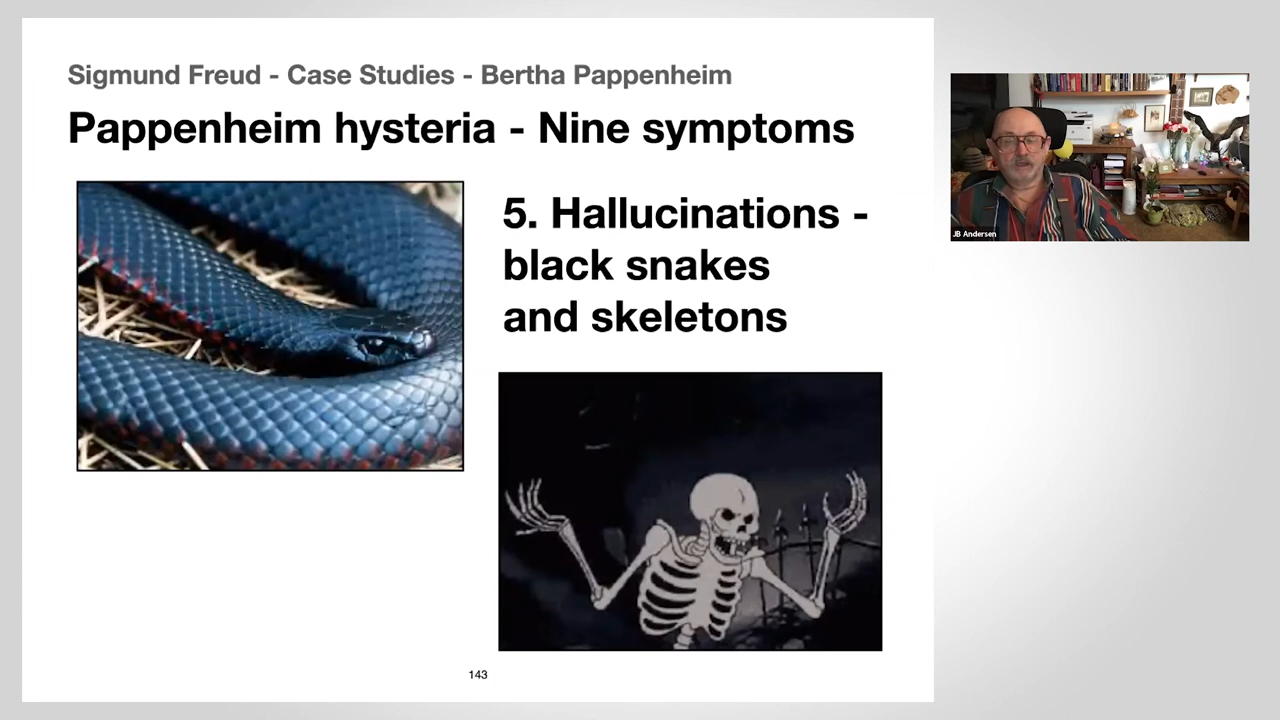 Sigmund Freud - Case Studies - Bertha Pappenheim
Pappenheim hysteria - Nine symptoms
5. Hallucinations -
black snakes
and skeletons
143
JB Andersen